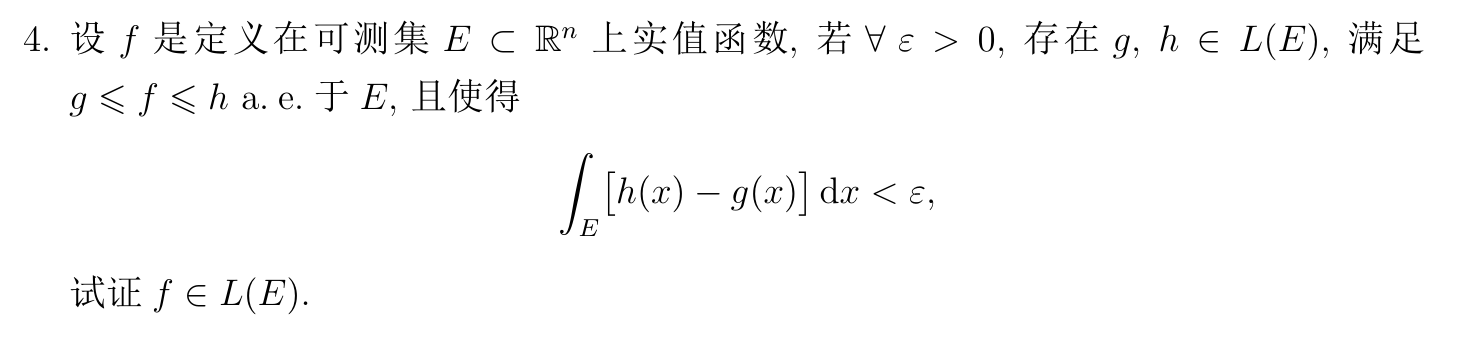 4. 设 f 是定义在可测集 E ⊂ ℝⁿ 上实值函数, 若 ∀ ε > 0, 存在 g, h ∈ L(E), 满足
g ⩽ f ⩽ h a. e. 于 E, 且使得
∫_E [h(x) − g(x)] dx < ε,
试证 f ∈ L(E).